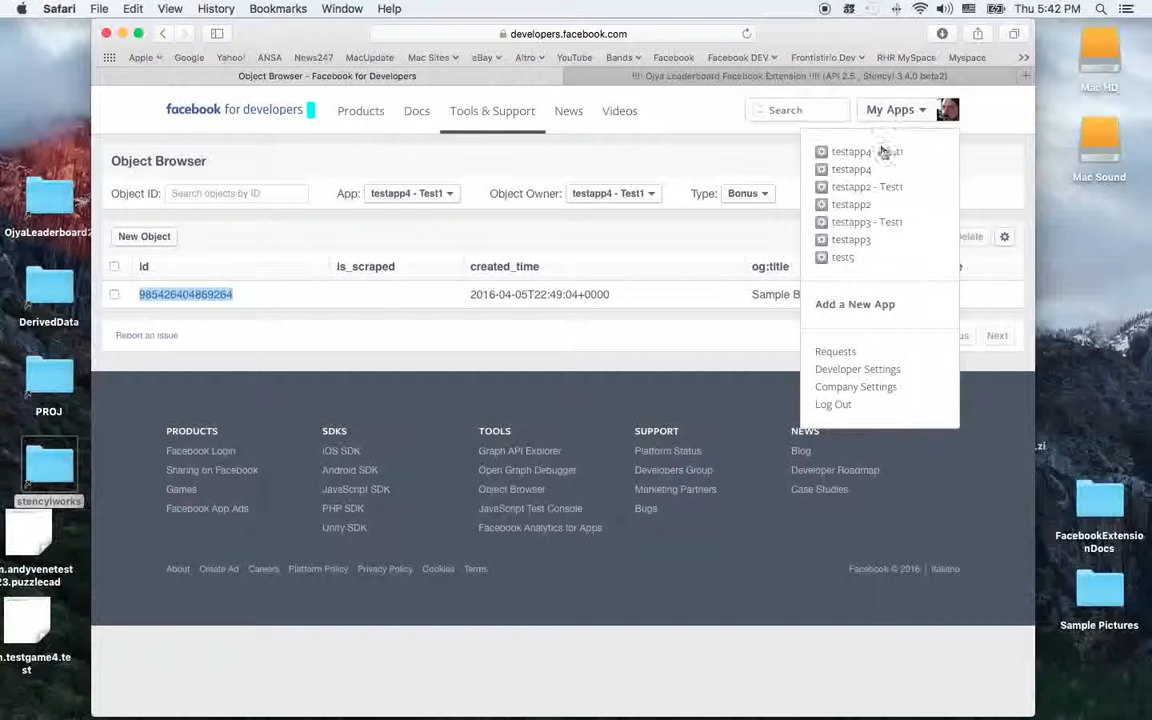 Safari File Edit View History Bookmarks Window Help
Thu 5:42 PM
developers.facebook.com
Apple Google Yahoo! ANSA News247 MacUpdate Mac Sites eBay Altro YouTube Bands Facebook Facebook DEV Frontistirio Dev RHR MySpace Myspace
Object Browser - Facebook for Developers
!!!! Ojya Leaderboard Facebook Extension !!!! (API 2.5 , Stencyl 3.4.0 beta2)
facebook for developers
Products Docs Tools & Support News Videos
Search
My Apps
Object Browser
Object ID: Search objects by ID App: testapp4 - Test1 Object Owner: testapp4 - Test1 Type: Bonus
New Object
id is_scraped created_time og:title
985426404869264 2016-04-05T22:49:04+0000 Sample B
Report an issue
Next
testapp4
testapp4
testapp2 - Test1
testapp2
testapp3 - Test1
testapp3
test5
Add a New App
Requests
Developer Settings
Company Settings
Log Out
PRODUCTS
Facebook Login
Sharing on Facebook
Games
Facebook App Ads
SDKS
iOS SDK
Android SDK
JavaScript SDK
PHP SDK
Unity SDK
TOOLS
Graph API Explorer
Open Graph Debugger
Object Browser
JavaScript Test Console
Facebook Analytics for Apps
SUPPORT
Platform Status
Developers Group
Marketing Partners
Bugs
NEWS
Blog
Developer Roadmap
Case Studies
About Create Ad Careers Platform Policy Privacy Policy Cookies Terms
Facebook © 2016 Italiano
OjyaLeaderboard2
DerivedData
PROJ
stencylworks
m.andyvenetest
23.puzzlecad
m.testgame4.te
st
Mac HD
Mac Sound
.zi
FacebookExtensio
nDocs
Sample Pictures